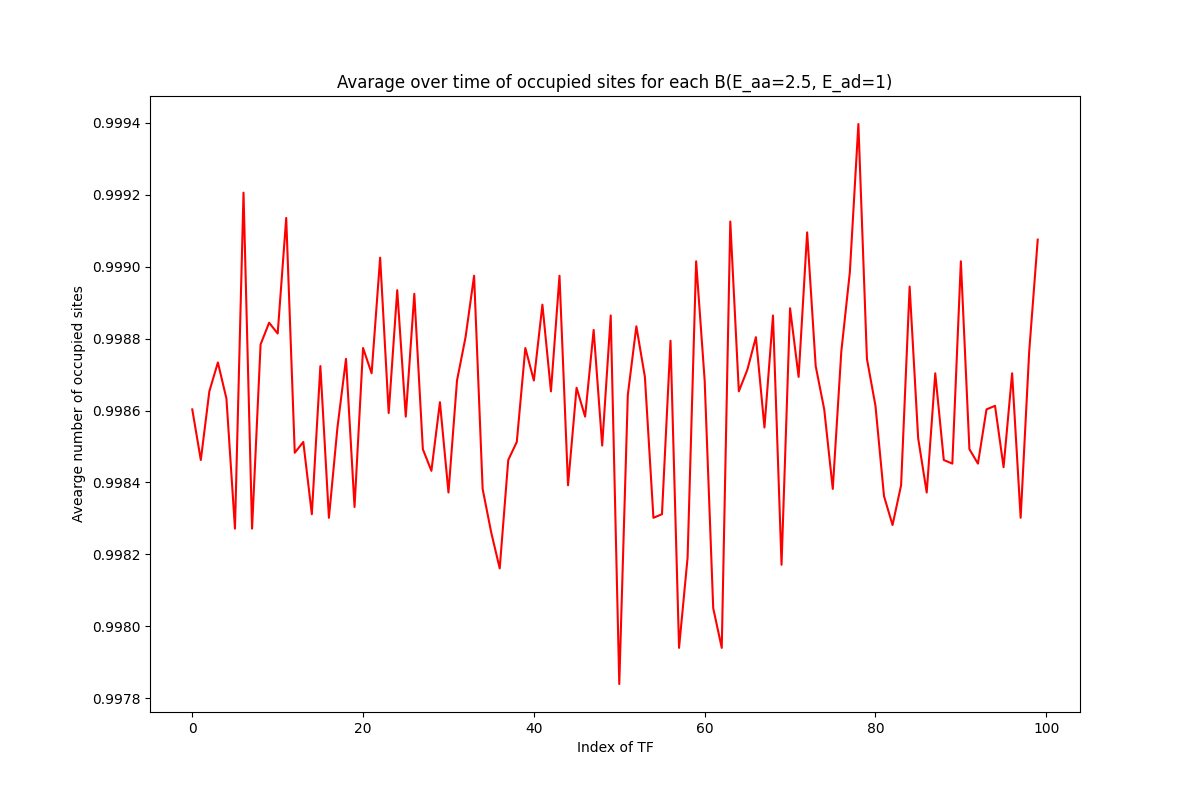 Avarage over time of occupied sites for each B(E_aa=2.5, E_ad=1)
Avearge number of occupied sites
0.9994
0.9992
0.9990
0.9988
0.9986
0.9984
0.9982
0.9980
0.9978
0 20 40 60 80 100
Index of TF